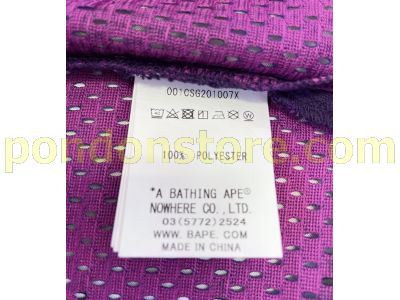 001CSG201007X
100% POLYESTER
pondonstore.com
*A BATHING APE®
NOWHERE CO.,LTD.
03(5772)2524
WWW.BAPE.COM
MADE IN CHINA